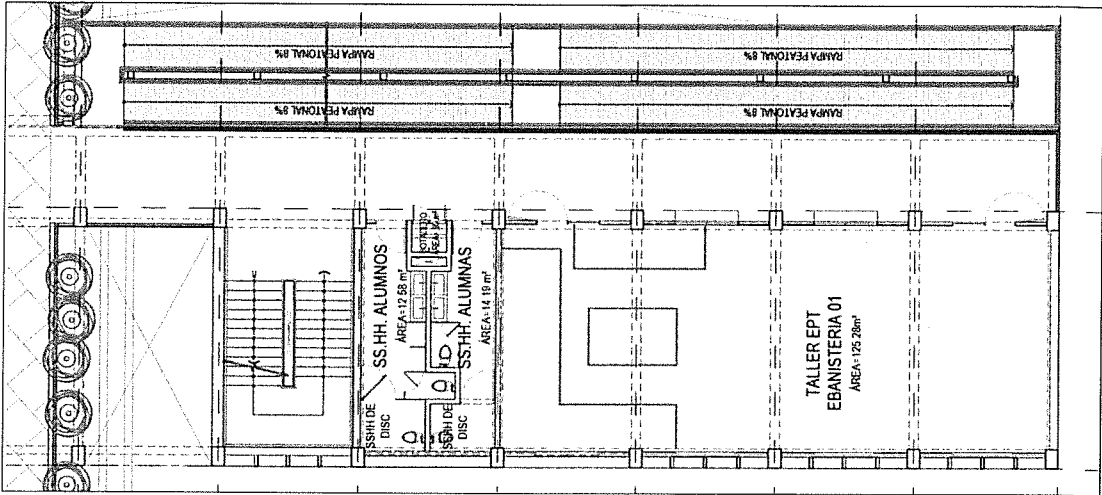 RAMPA PEATONAL 8%
RAMPA PEATONAL 8%
RAMPA PEATONAL 8%
RAMPA PEATONAL 8%
SS.HH. ALUMNOS
ÁREA=12.58 m²
SS.HH. ALUMNAS
ÁREA=14.19 m²
SSHH DE
DISC
SSHH DE
DISC
TALLER EPT
EBANISTERIA 01
ÁREA=125.28m²